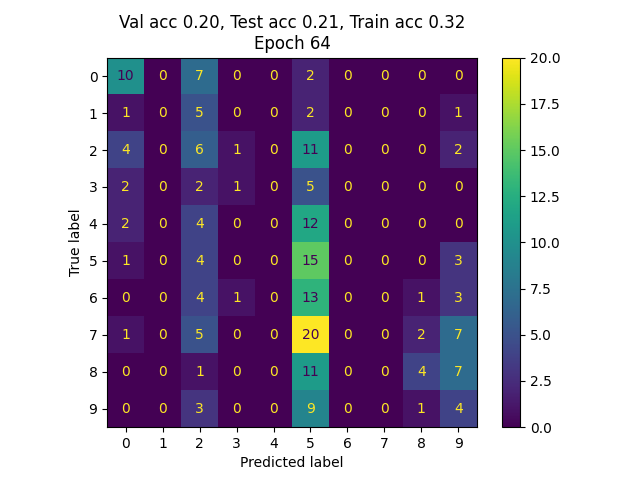 Val acc 0.20, Test acc 0.21, Train acc 0.32
Epoch 64
0 10 0 7 0 0 2 0 0 0 0
1 1 0 5 0 0 2 0 0 0 1
2 4 0 6 1 0 11 0 0 0 2
3 2 0 2 1 0 5 0 0 0 0
4 2 0 4 0 0 12 0 0 0 0
5 1 0 4 0 0 15 0 0 0 3
6 0 0 4 1 0 13 0 0 1 3
7 1 0 5 0 0 20 0 0 2 7
8 0 0 1 0 0 11 0 0 4 7
9 0 0 3 0 0 9 0 0 1 4
0 1 2 3 4 5 6 7 8 9
Predicted label
True label
20.0
17.5
15.0
12.5
10.0
7.5
5.0
2.5
0.0